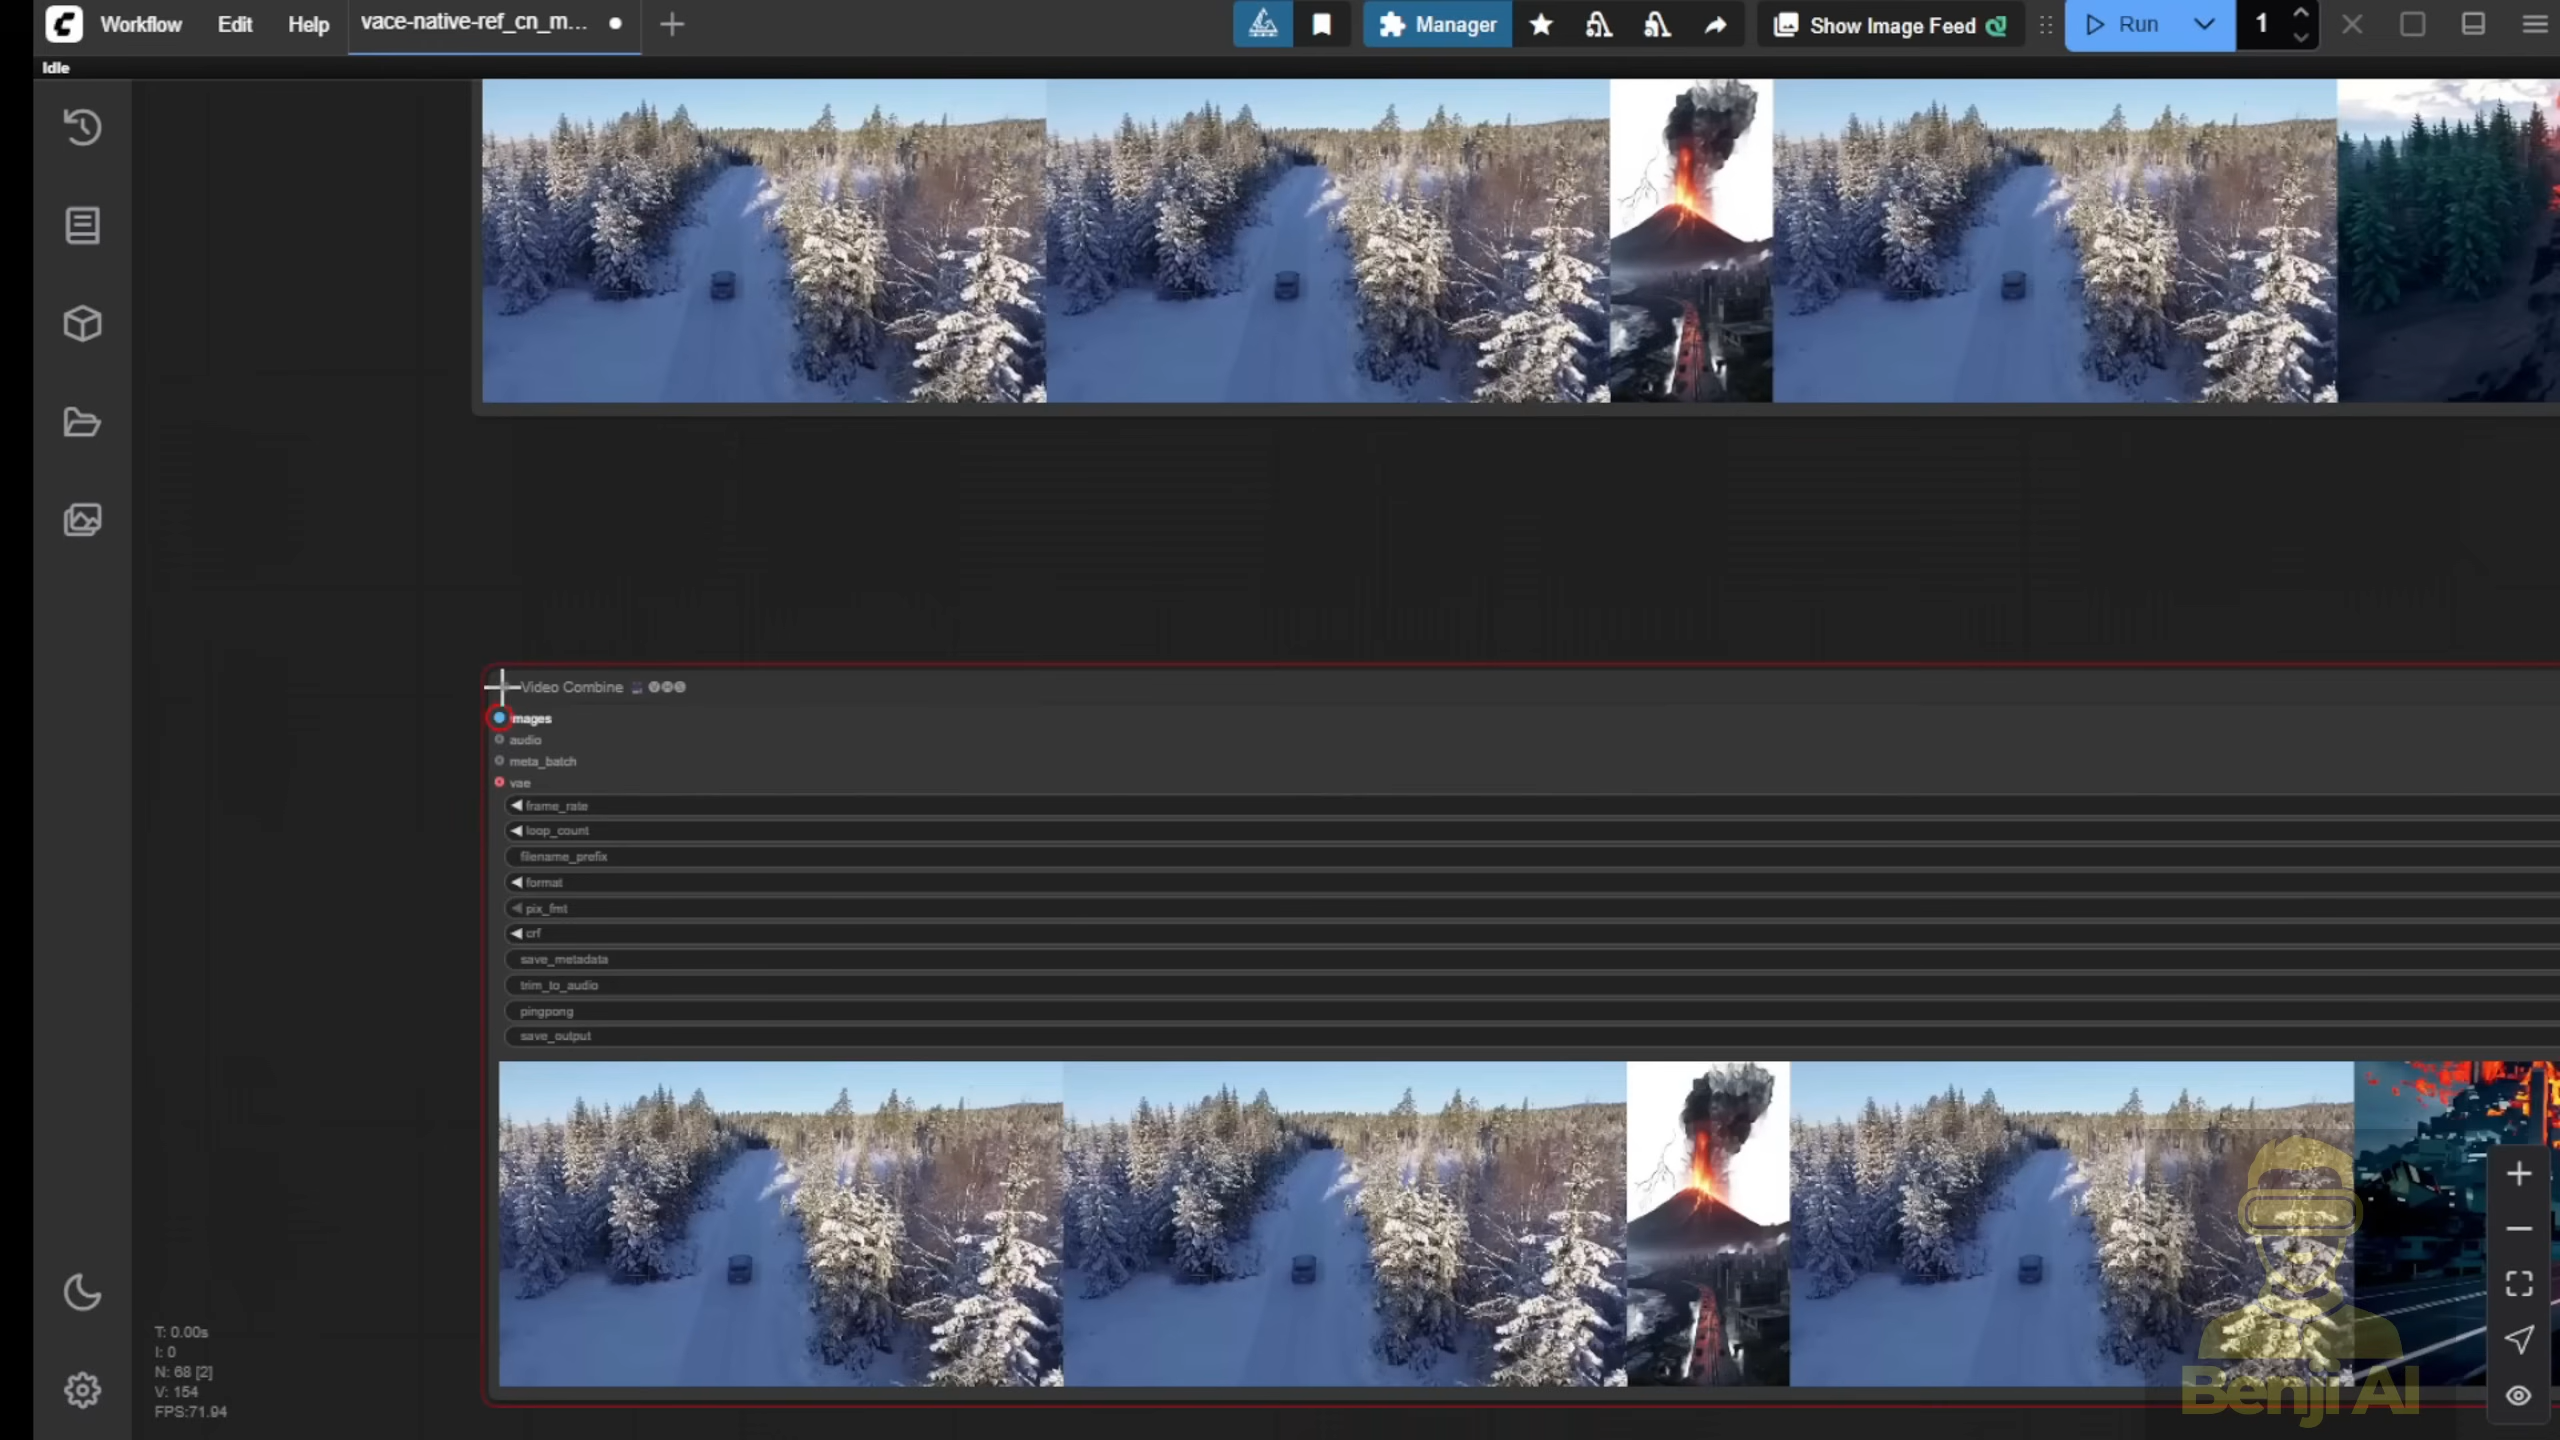 Workflow
Edit
Help
vace-native-ref_cn_m...
Manager
Show Image Feed
Run
1
Idle
Video Combine VHS
images
audio
meta_batch
vae
frame_rate
loop_count
filename_prefix
format
pix_fmt
crf
save_metadata
trim_to_audio
pingpong
save_output
T: 0.00s
I: 0
N: 68 [2]
V: 154
FPS:71.94
Benji AI